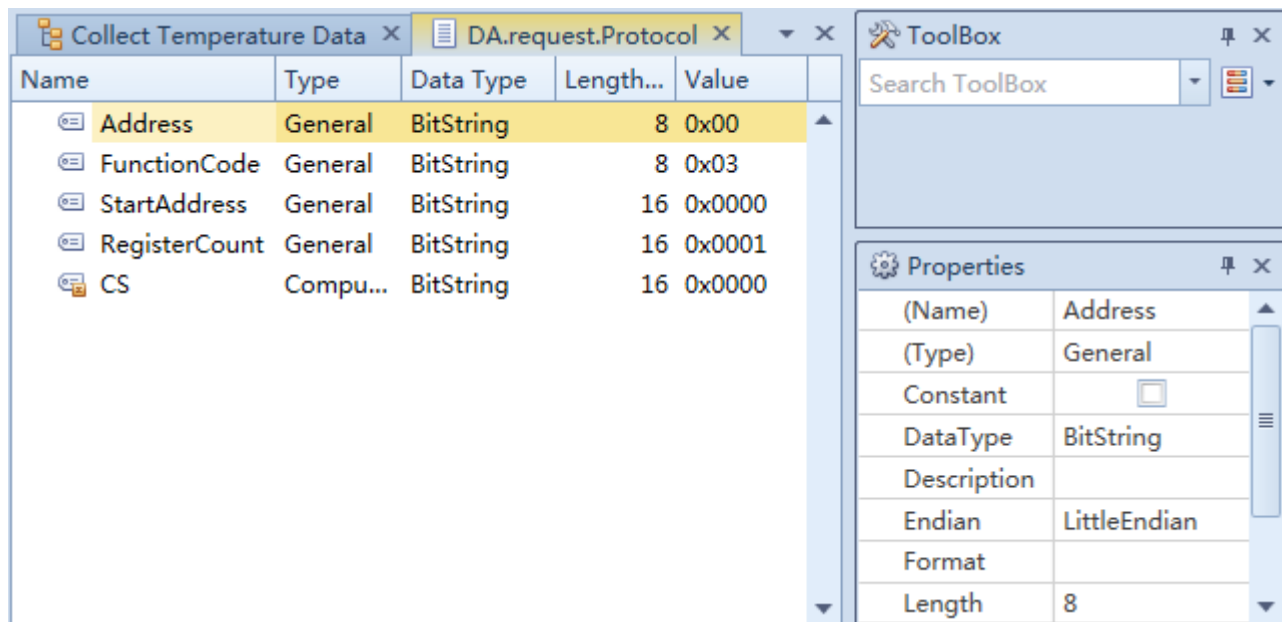 Collect Temperature Data
DA.request.Protocol
Name Type Data Type Length... Value
Address General BitString 8 0x00
FunctionCode General BitString 8 0x03
StartAddress General BitString 16 0x0000
RegisterCount General BitString 16 0x0001
CS Compu... BitString 16 0x0000
ToolBox
Search ToolBox
Properties
(Name) Address
(Type) General
Constant
DataType BitString
Description
Endian LittleEndian
Format
Length 8